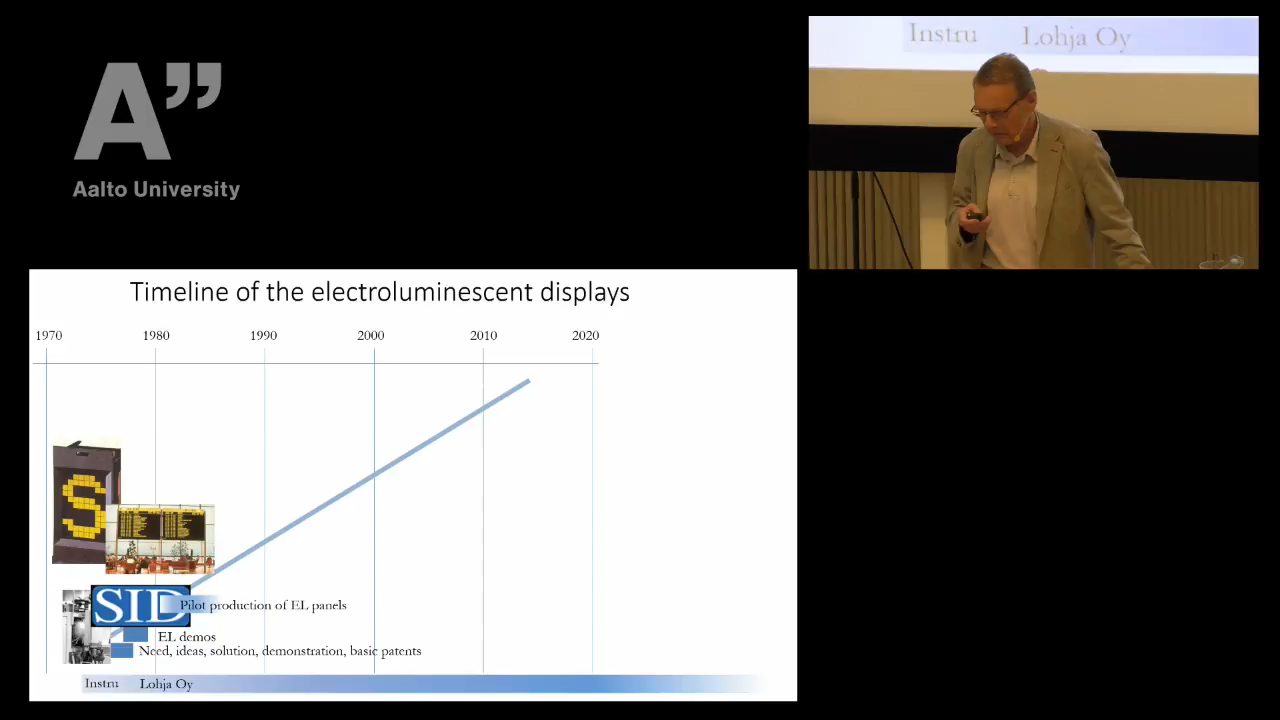 A”
Aalto University
Instru Lohja Oy
Timeline of the electroluminescent displays
1970 1980 1990 2000 2010 2020
S
SID
Pilot production of EL panels
EL demos
Need, ideas, solution, demonstration, basic patents
Instru Lohja Oy